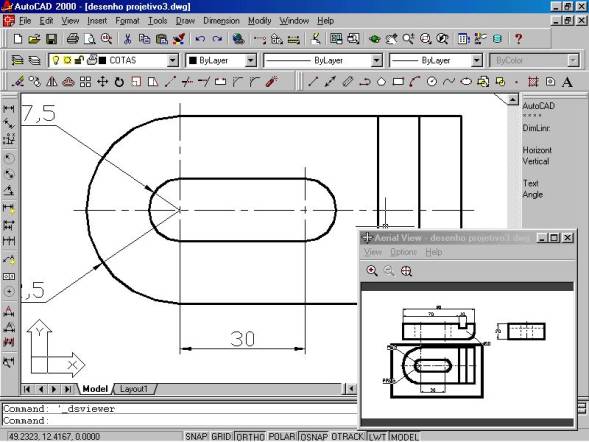 AutoCAD 2000 - [desenho projetivo3.dwg]
File Edit View Insert Format Tools Draw Dimension Modify Window Help
COTAS ByLayer ByLayer ByLayer ByColor
AutoCAD
* * * *
DimLinr:
Horizont
Vertical
Text
Angle
7,5
,5
30
Y
X
Aerial View - desenho projetivo3.dwg
View Options Help
70
30
Model Layout1
Command: '_dsviewer
Command:
49.2323, 12.4167, 0.0000 SNAP GRID ORTHO POLAR OSNAP OTRACK LWT MODEL